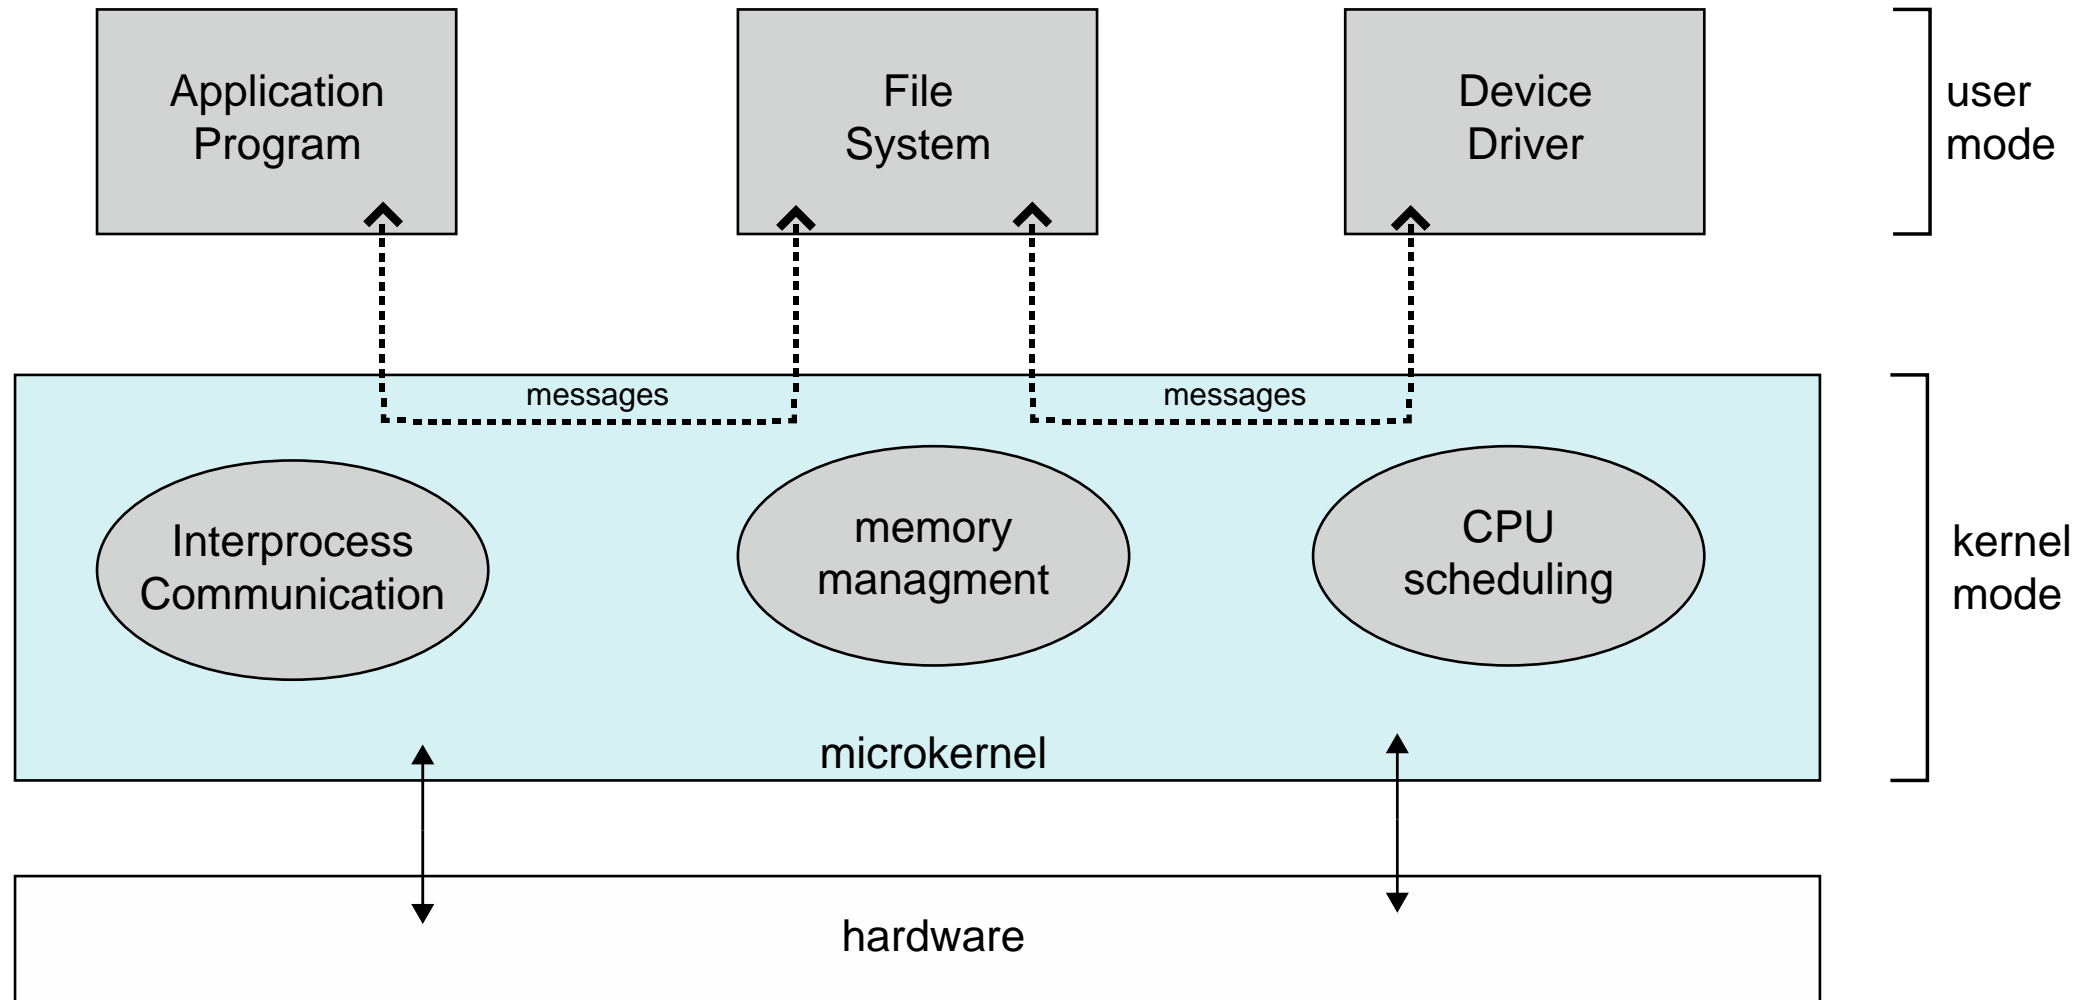 Application
Program
File
System
Device
Driver
user
mode
messages
messages
Interprocess
Communication
memory
managment
CPU
scheduling
kernel
mode
microkernel
hardware